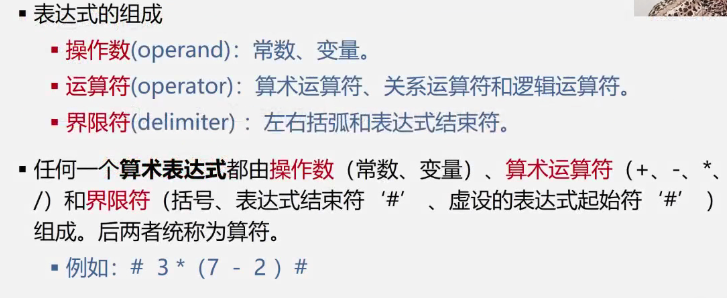 ▪ 表达式的组成
▪ 操作数(operand)：常数、变量。
▪ 运算符(operator)：算术运算符、关系运算符和逻辑运算符。
▪ 界限符(delimiter) ：左右括弧和表达式结束符。
▪ 任何一个算术表达式都由操作数（常数、变量）、算术运算符（+、-、*、
/）和界限符（括号、表达式结束符‘#’ 、虚设的表达式起始符‘#’ ）
组成。后两者统称为算符。
▪ 例如：# 3 *（7 - 2 ）#